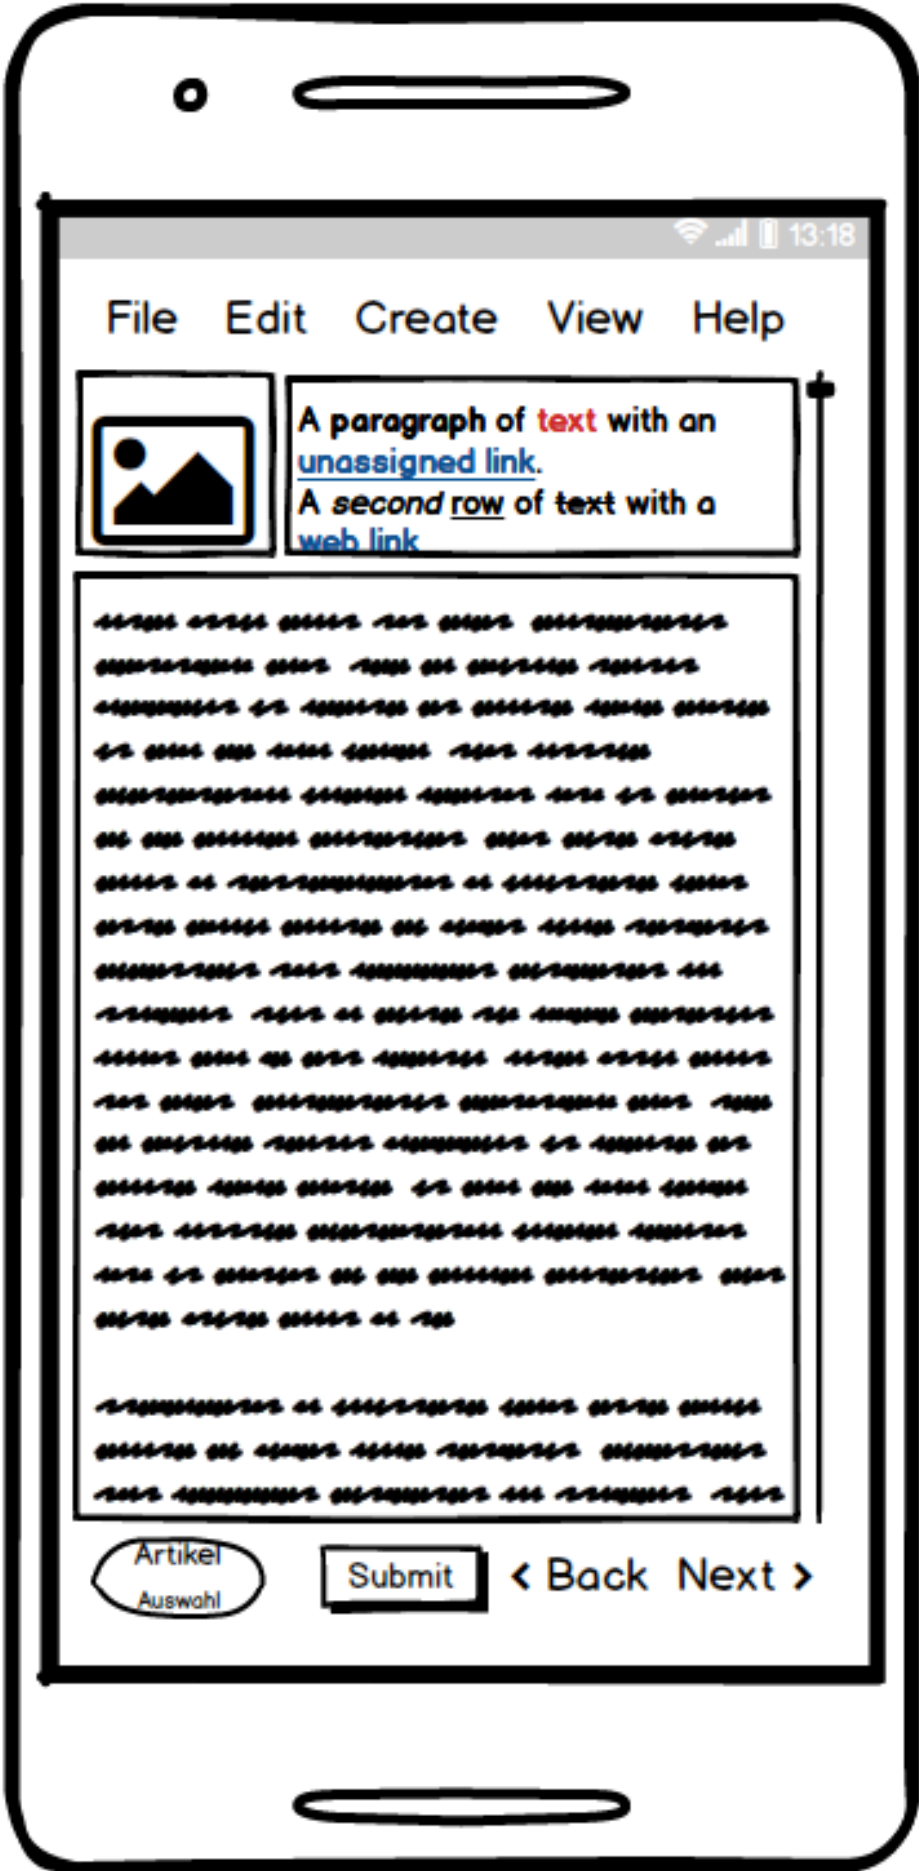 13:18
File Edit Create View Help
A paragraph of text with an
unassigned link.
A second row of text with a
web link
Artikel
Auswahl
Submit
< Back Next >